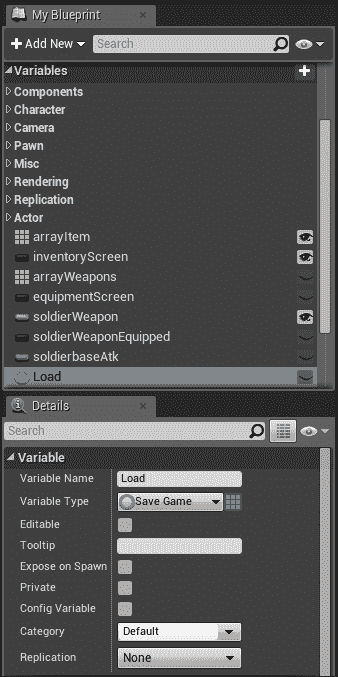 My Blueprint
Add New
Search
Variables
Components
Character
Camera
Pawn
Misc
Rendering
Replication
Actor
arrayItem
inventoryScreen
arrayWeapons
equipmentScreen
soldierWeapon
soldierWeaponEquipped
soldierbaseAtk
Load
Details
Search
Variable
Variable Name Load
Variable Type Save Game
Editable
Tooltip
Expose on Spawn
Private
Config Variable
Category Default
Replication None